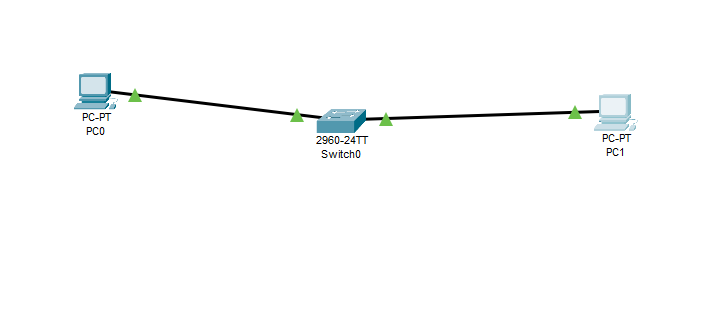 PC-PT
PC0
2960-24TT
Switch0
PC-PT
PC1